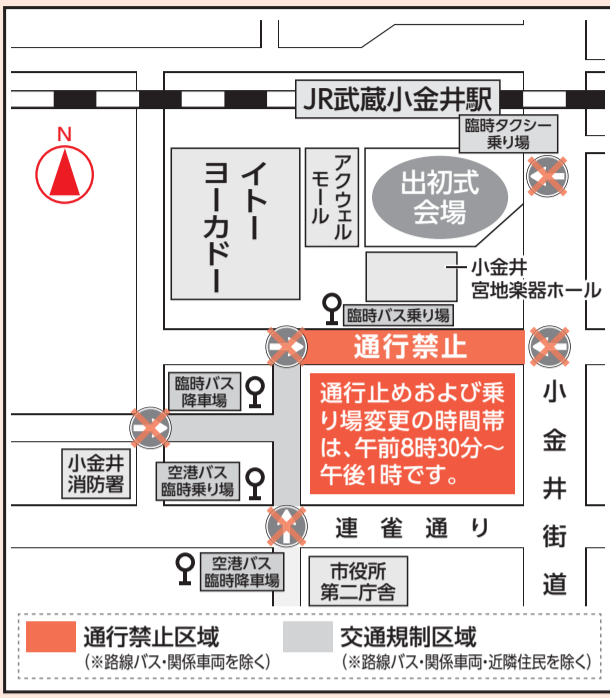 JR武蔵小金井駅
臨時タクシー
乗り場
N
イトー
ヨーカドー
アクウェル
モール
出初式
会場
小金井
宮地楽器ホール
臨時バス乗り場
通行禁止
臨時バス
降車場
通行止めおよび乗
り場変更の時間帯
は、午前8時30分〜
午後1時です。
小金井街道
小金井
消防署
空港バス
臨時乗り場
連雀通り
空港バス
臨時降車場
市役所
第二庁舎
通行禁止区域
(※路線バス・関係車両を除く)
交通規制区域
(※路線バス・関係車両・近隣住民を除く)